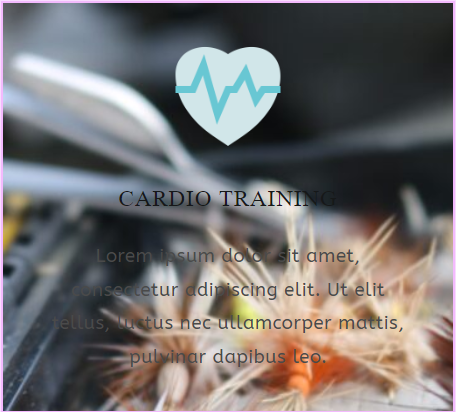 CARDIO TRAINING
Lorem ipsum dolor sit amet,
consectetur adipiscing elit. Ut elit
tellus, luctus nec ullamcorper mattis,
pulvinar dapibus leo.